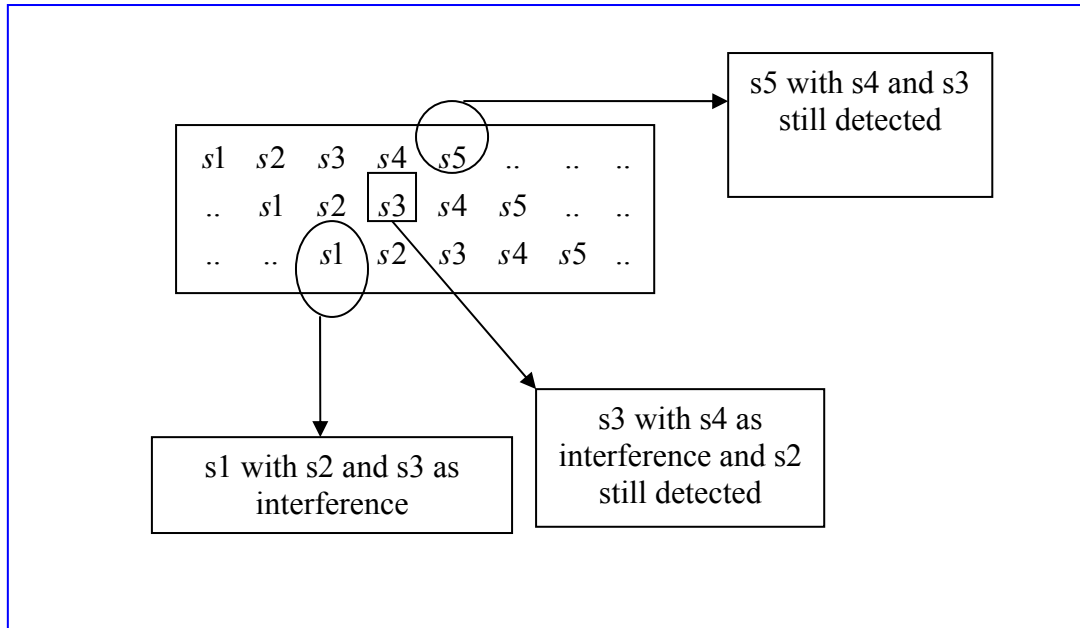 s5 with s4 and s3
still detected
s1 s2 s3 s4 s5 .. .. ..
.. s1 s2 s3 s4 s5 .. ..
.. .. s1 s2 s3 s4 s5 ..
s1 with s2 and s3 as
interference
s3 with s4 as
interference and s2
still detected